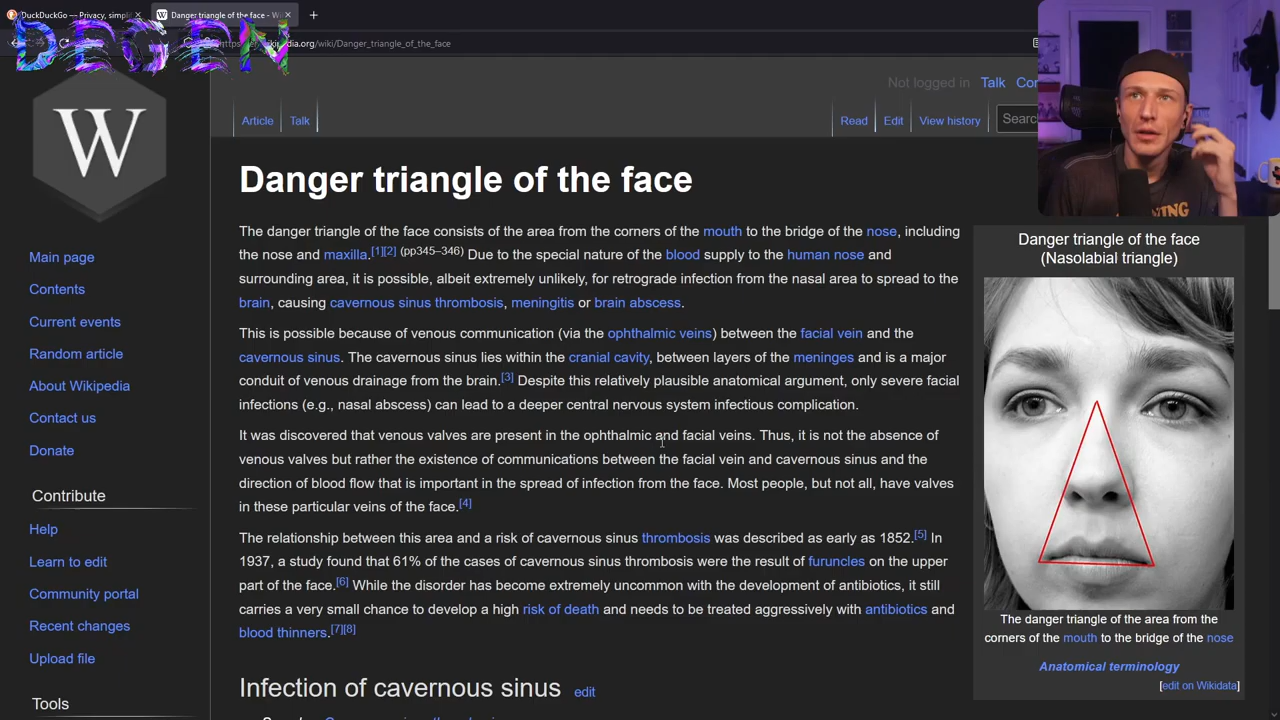 DuckDuckGo — Privacy, simplif
Danger triangle of the face - Wi
DEGEN
https://en.wikipedia.org/wiki/Danger_triangle_of_the_face
Not logged in Talk Con
Article Talk Read Edit View history Search
W
Danger triangle of the face
The danger triangle of the face consists of the area from the corners of the mouth to the bridge of the nose, including
the nose and maxilla.[1][2] (pp345–346) Due to the special nature of the blood supply to the human nose and
surrounding area, it is possible, albeit extremely unlikely, for retrograde infection from the nasal area to spread to the
brain, causing cavernous sinus thrombosis, meningitis or brain abscess.
This is possible because of venous communication (via the ophthalmic veins) between the facial vein and the
cavernous sinus. The cavernous sinus lies within the cranial cavity, between layers of the meninges and is a major
conduit of venous drainage from the brain.[3] Despite this relatively plausible anatomical argument, only severe facial
infections (e.g., nasal abscess) can lead to a deeper central nervous system infectious complication.
It was discovered that venous valves are present in the ophthalmic and facial veins. Thus, it is not the absence of
venous valves but rather the existence of communications between the facial vein and cavernous sinus and the
direction of blood flow that is important in the spread of infection from the face. Most people, but not all, have valves
in these particular veins of the face.[4]
The relationship between this area and a risk of cavernous sinus thrombosis was described as early as 1852.[5] In
1937, a study found that 61% of the cases of cavernous sinus thrombosis were the result of furuncles on the upper
part of the face.[6] While the disorder has become extremely uncommon with the development of antibiotics, it still
carries a very small chance to develop a high risk of death and needs to be treated aggressively with antibiotics and
blood thinners.[7][8]
Infection of cavernous sinus edit
Main page
Contents
Current events
Random article
About Wikipedia
Contact us
Donate
Contribute
Help
Learn to edit
Community portal
Recent changes
Upload file
Tools
Danger triangle of the face
(Nasolabial triangle)
The danger triangle of the area from the
corners of the mouth to the bridge of the nose
Anatomical terminology
[edit on Wikidata]